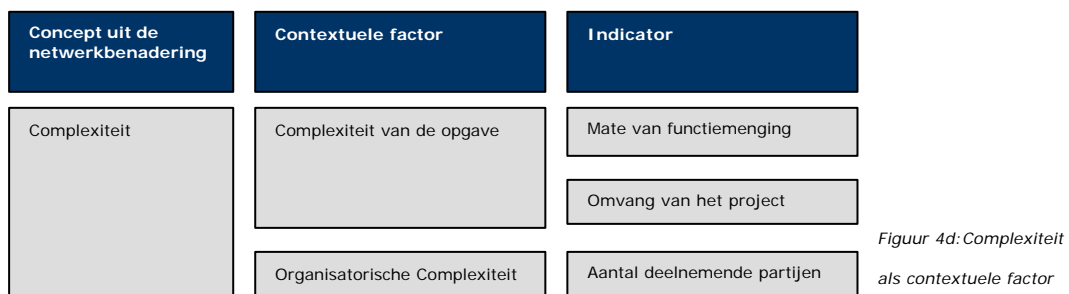 Concept uit de
netwerkbenadering
Contextuele factor
Indicator
Complexiteit
Complexiteit van de opgave
Mate van functiemenging
Omvang van het project
Organisatorische Complexiteit
Aantal deelnemende partijen
Figuur 4d: Complexiteit
als contextuele factor